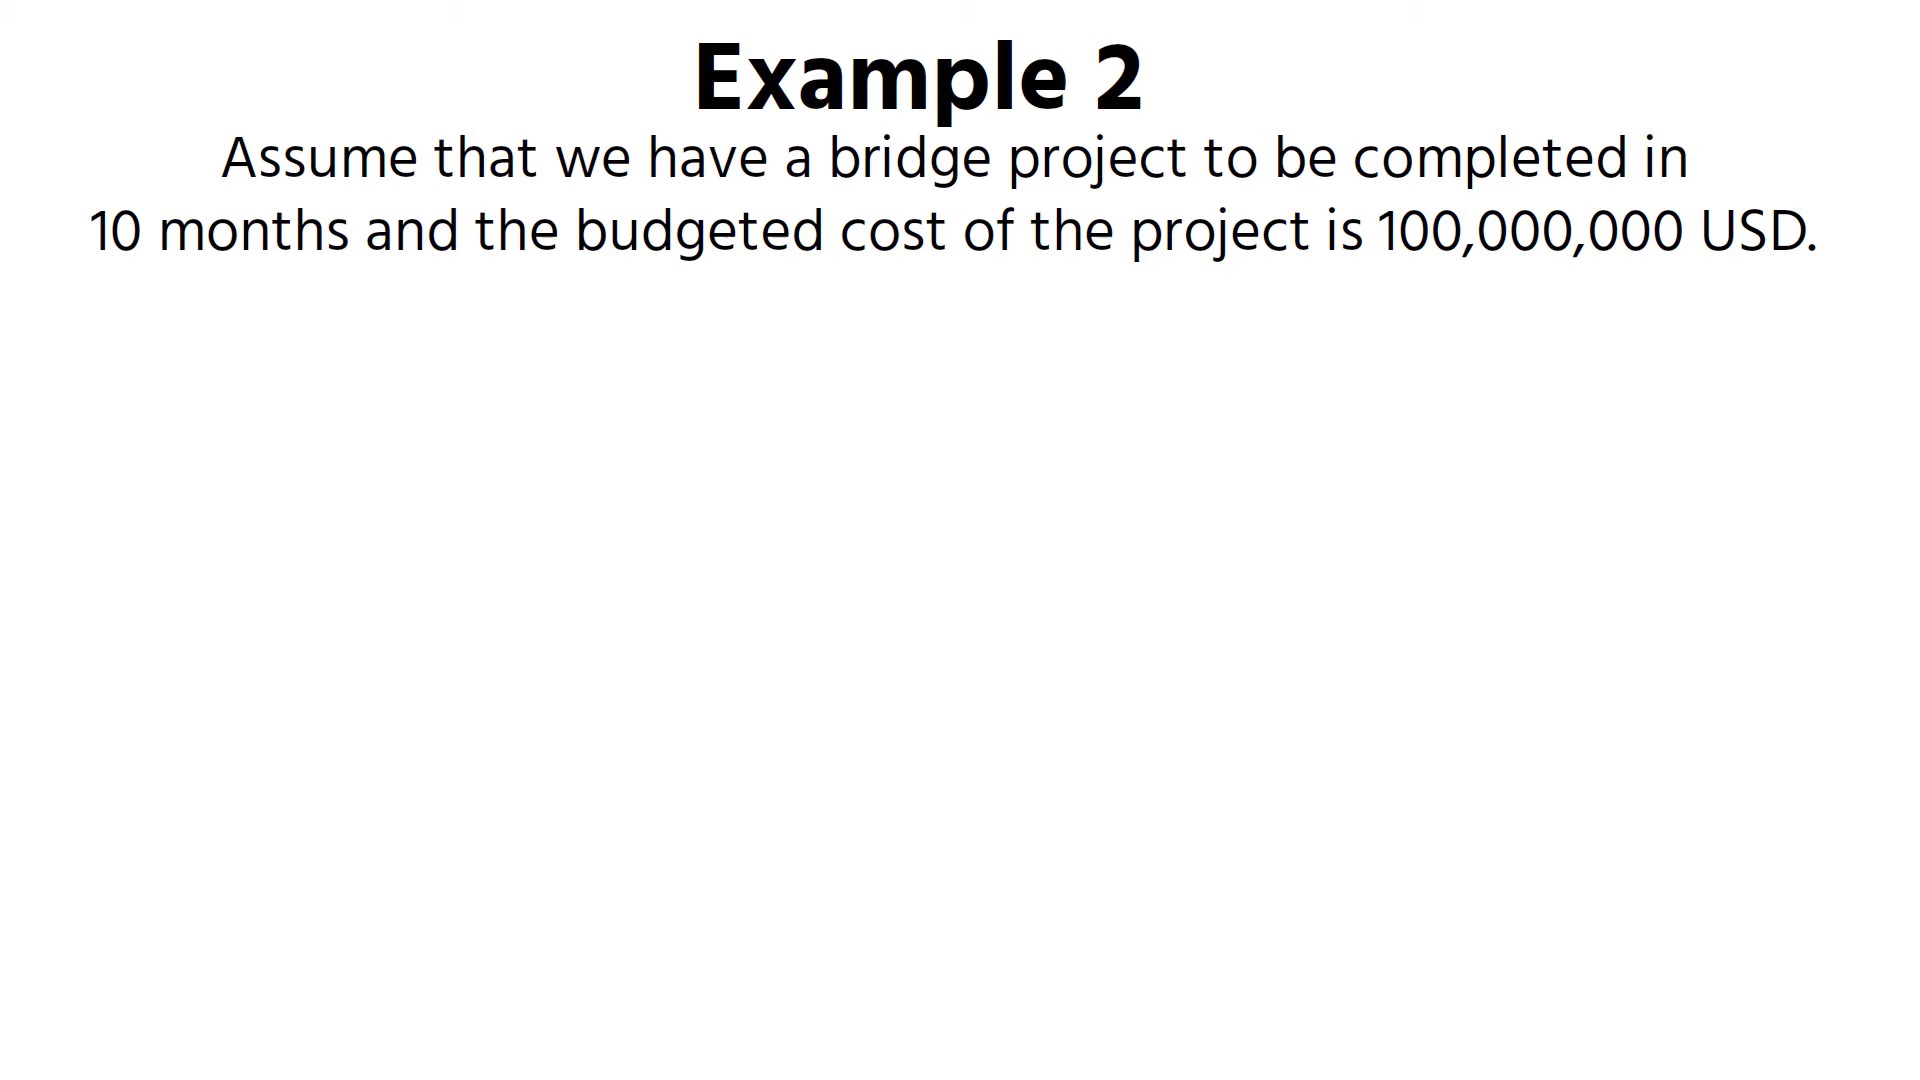 Example 2
Assume that we have a bridge project to be completed in
10 months and the budgeted cost of the project is 100,000,000 USD.